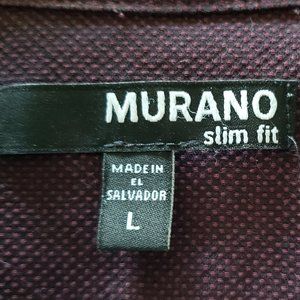 MURANO
slim fit
MADE IN
EL
SALVADOR
L